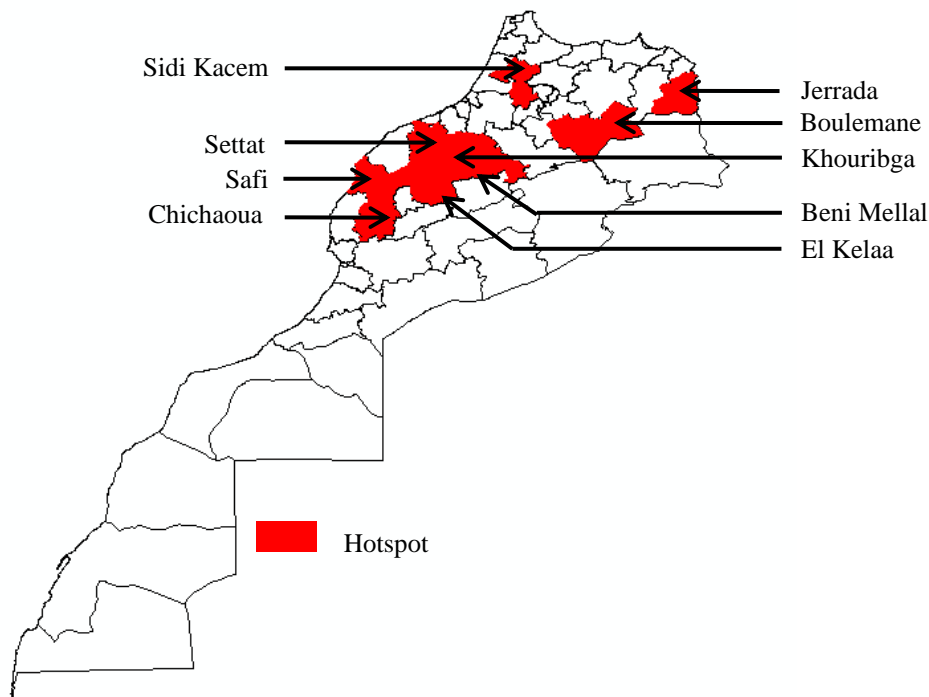 Sidi Kacem
Settat
Safi
Chichaoua
Jerrada
Boulemane
Khouribga
Beni Mellal
El Kelaa
Hotspot